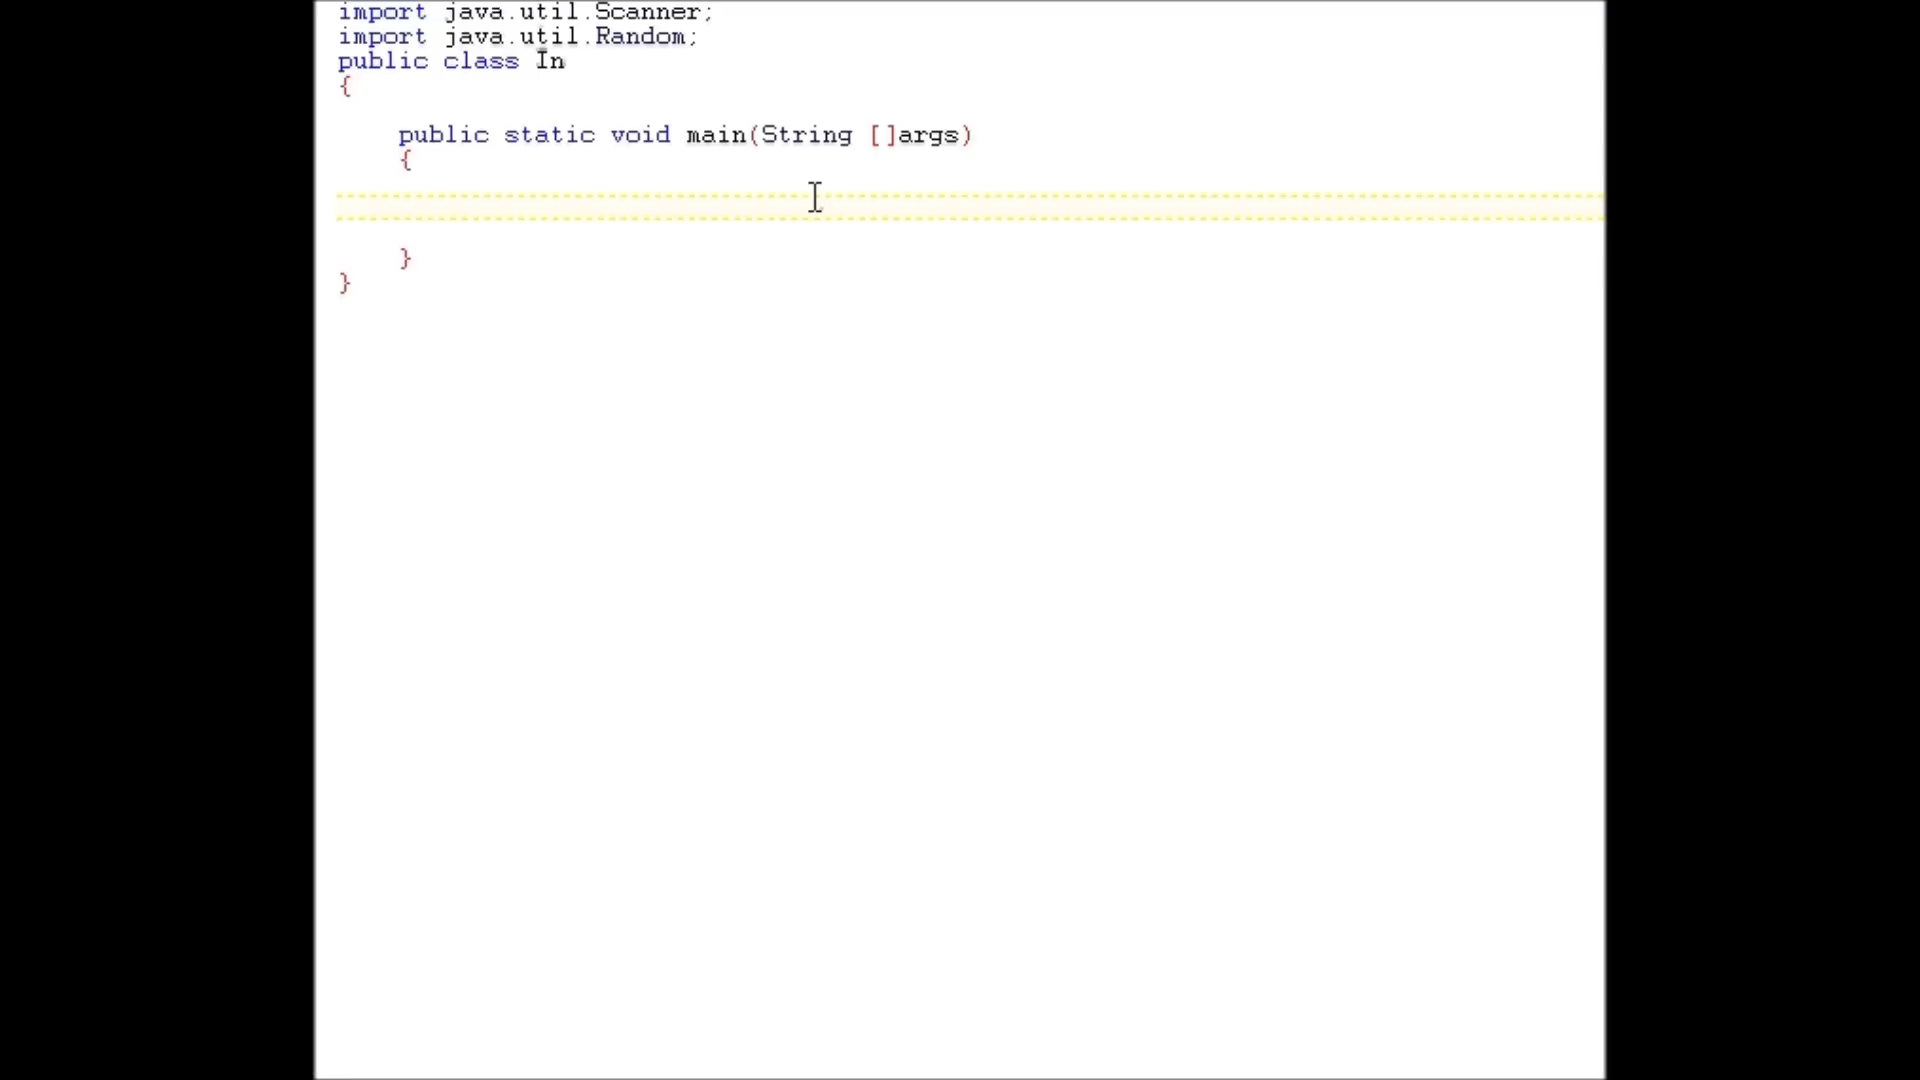 import java.util.Scanner;
import java.util.Random;
public class In
{
public static void main(String []args)
{
}
}